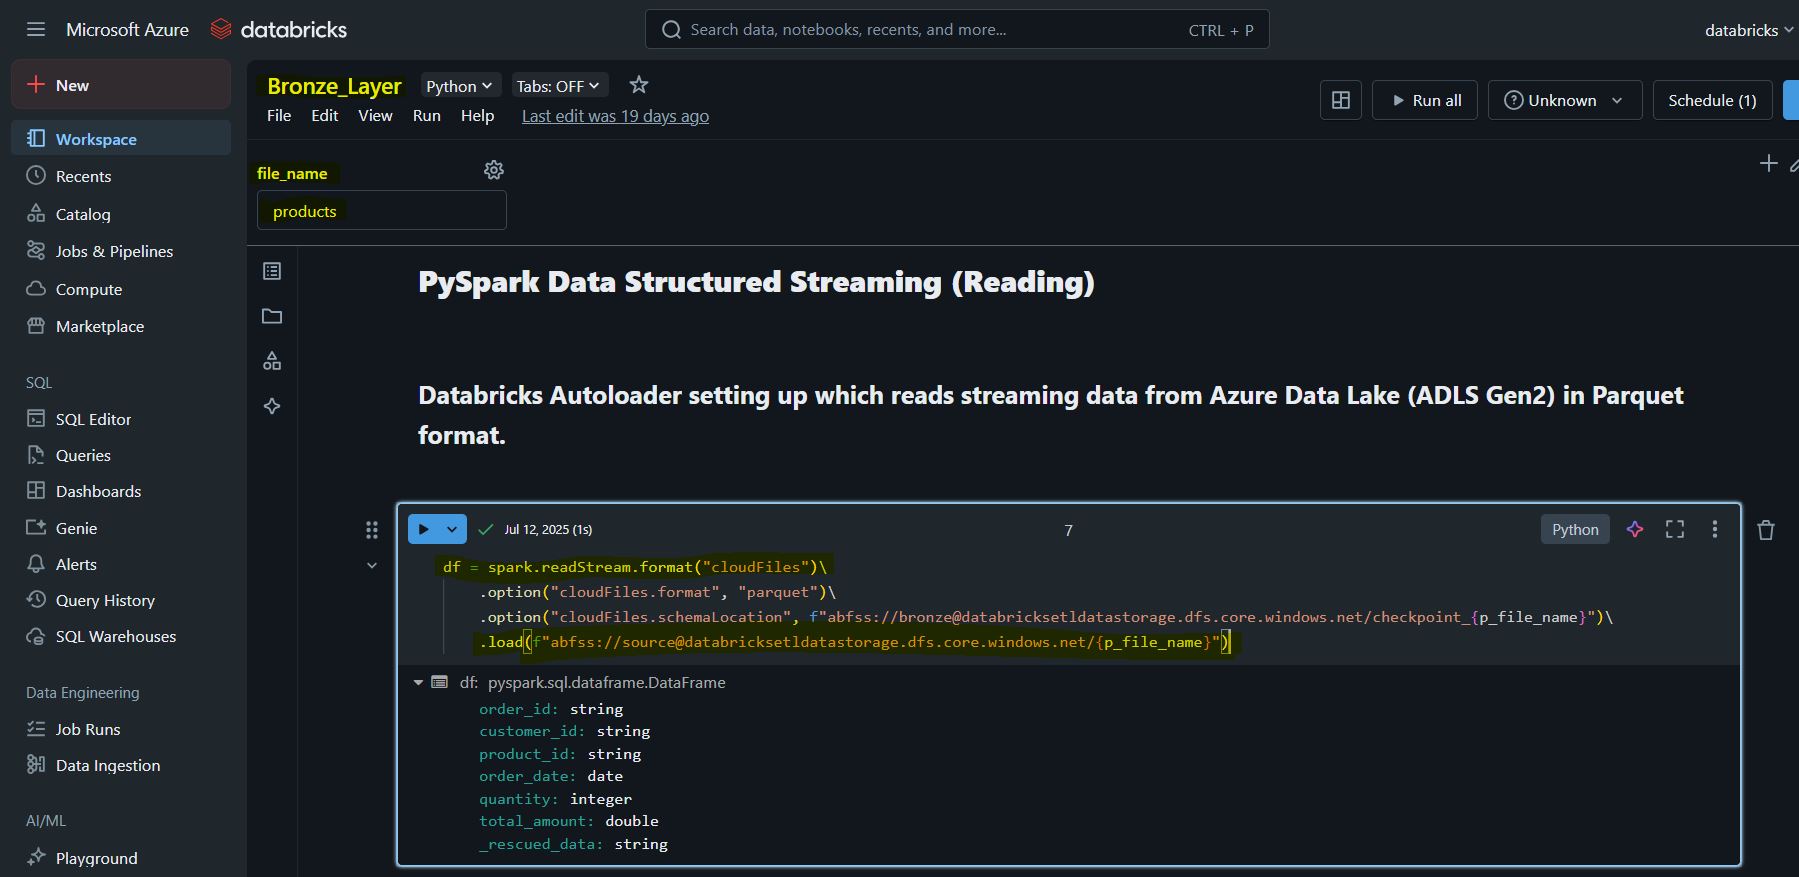 Microsoft Azure databricks
Search data, notebooks, recents, and more... CTRL + P
databricks
New
Workspace
Recents
Catalog
Jobs & Pipelines
Compute
Marketplace
SQL
SQL Editor
Queries
Dashboards
Genie
Alerts
Query History
SQL Warehouses
Data Engineering
Job Runs
Data Ingestion
AI/ML
Playground
Bronze_Layer Python Tabs: OFF
File Edit View Run Help Last edit was 19 days ago
Run all Unknown Schedule (1)
file_name
products
PySpark Data Structured Streaming (Reading)
Databricks Autoloader setting up which reads streaming data from Azure Data Lake (ADLS Gen2) in Parquet
format.
Jul 12, 2025 (1s) 7 Python
df = spark.readStream.format("cloudFiles")\
.option("cloudFiles.format", "parquet")\
.option("cloudFiles.schemaLocation", f"abfss://bronze@databricksetldatastorage.dfs.core.windows.net/checkpoint_{p_file_name}")\
.load(f"abfss://source@databricksetldatastorage.dfs.core.windows.net/{p_file_name}")
df: pyspark.sql.dataframe.DataFrame
order_id: string
customer_id: string
product_id: string
order_date: date
quantity: integer
total_amount: double
_rescued_data: string